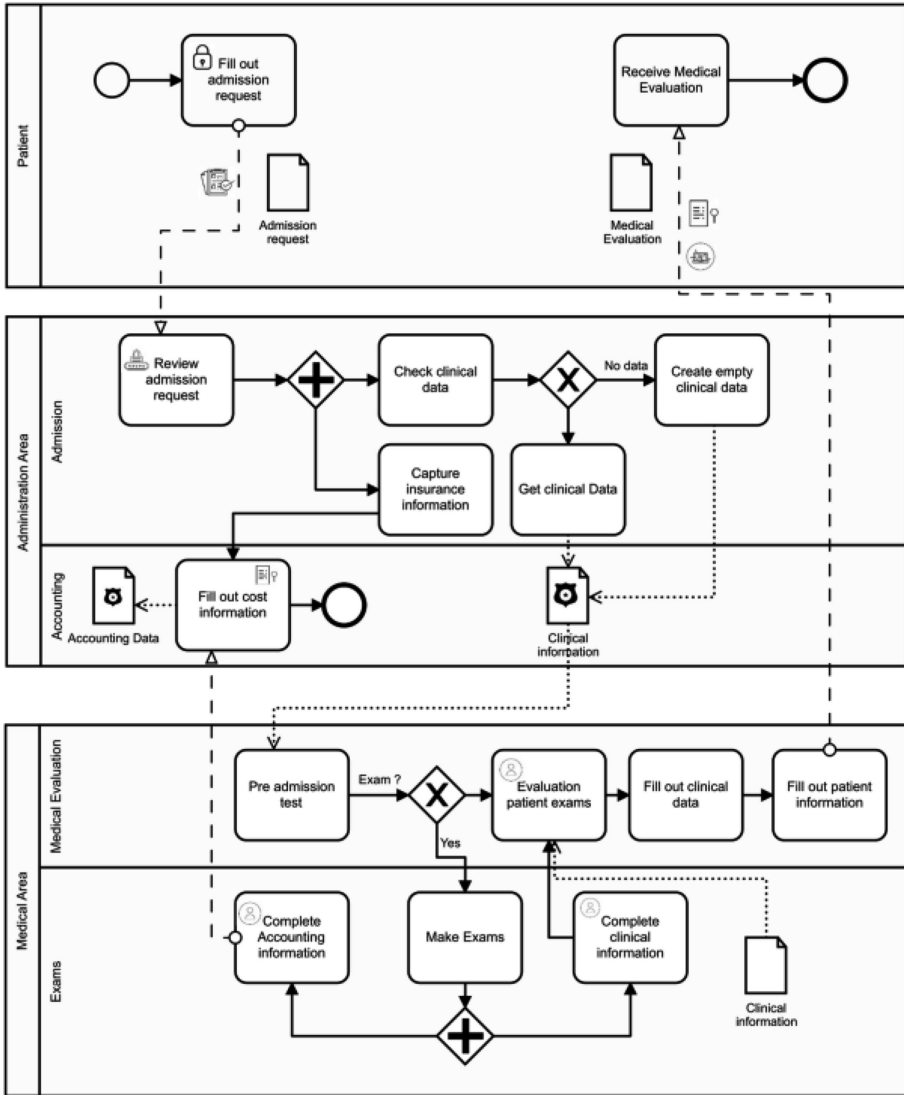 Patient
Fill out
admission
request
Receive Medical
Evaluation
Admission
request
Medical
Evaluation
Administration Area
Admission
Review
admission
request
Check clinical
data
No data
Create empty
clinical data
Capture
insurance
information
Get clinical Data
Accounting
Accounting Data
Fill out cost
information
Clinical
information
Medical Area
Medical Evaluation
Pre admission
test
Exam ?
Evaluation
patient exams
Fill out clinical
data
Fill out patient
information
Yes
Exams
Complete
Accounting
information
Make Exams
Complete
clinical
information
Clinical
information